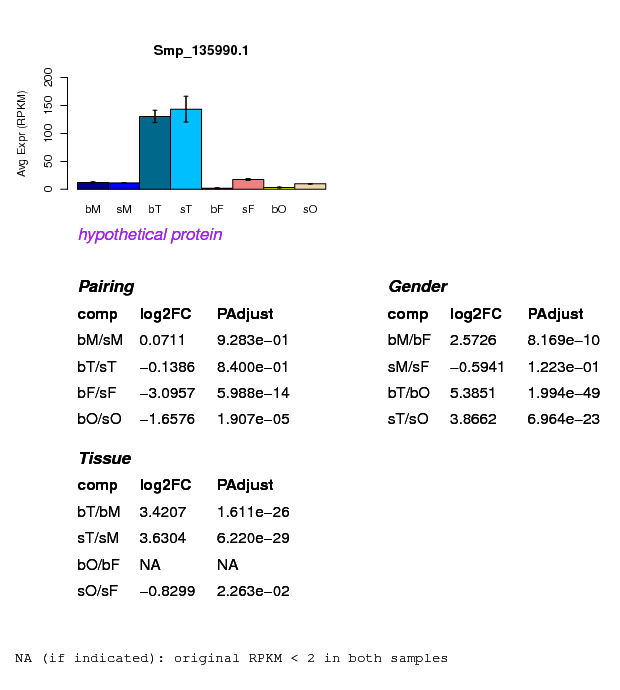 Smp_135990.1
Avg Expr (RPKM)
200
150
100
50
0
bM sM bT sT bF sF bO sO
hypothetical protein
Pairing
comp log2FC PAdjust
bM/sM 0.0711 9.283e−01
bT/sT −0.1386 8.400e−01
bF/sF −3.0957 5.988e−14
bO/sO −1.6576 1.907e−05
Gender
comp log2FC PAdjust
bM/bF 2.5726 8.169e−10
sM/sF −0.5941 1.223e−01
bT/bO 5.3851 1.994e−49
sT/sO 3.8662 6.964e−23
Tissue
comp log2FC PAdjust
bT/bM 3.4207 1.611e−26
sT/sM 3.6304 6.220e−29
bO/bF NA NA
sO/sF −0.8299 2.263e−02
NA (if indicated): original RPKM < 2 in both samples